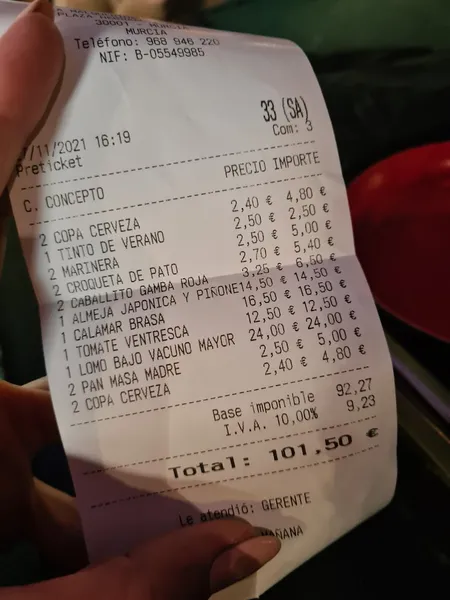 30001 - MURCIA
MURCIA
Teléfono: 968 946 220
NIF: B-05549985
33 (SA)
Com: 3
/11/2021 16:19
Preticket
C. CONCEPTO PRECIO IMPORTE
2 COPA CERVEZA 2,40 € 4,80 €
1 TINTO DE VERANO 2,50 € 2,50 €
2 MARINERA 2,50 € 5,00 €
2 CROQUETA DE PATO 2,70 € 5,40 €
2 CABALLITO GAMBA ROJA 3,25 € 6,50 €
1 ALMEJA JAPONICA Y PIÑONE 14,50 € 14,50 €
1 CALAMAR BRASA 16,50 € 16,50 €
1 TOMATE VENTRESCA 12,50 € 12,50 €
1 LOMO BAJO VACUNO MAYOR 24,00 € 24,00 €
2 PAN MASA MADRE 2,50 € 5,00 €
2 COPA CERVEZA 2,40 € 4,80 €
Base imponible 92,27
I.V.A. 10,00% 9,23
Total: 101,50 €
Le atendió: GERENTE
MAÑANA